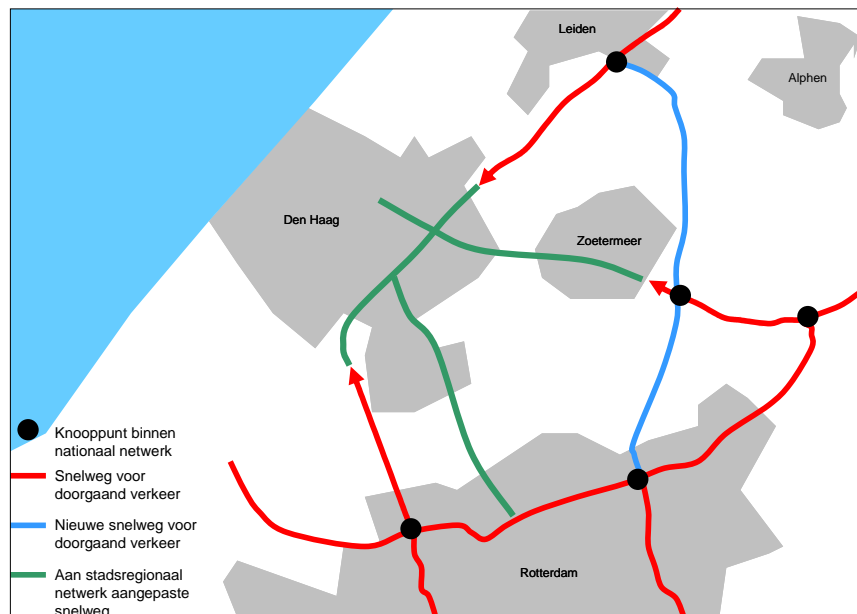 Leiden
Alphen
Den Haag
Zoetermeer
Knooppunt binnen
nationaal netwerk
Snelweg voor
doorgaand verkeer
Nieuwe snelweg voor
doorgaand verkeer
Aan stadsregionaal
netwerk aangepaste
snelweg
Rotterdam